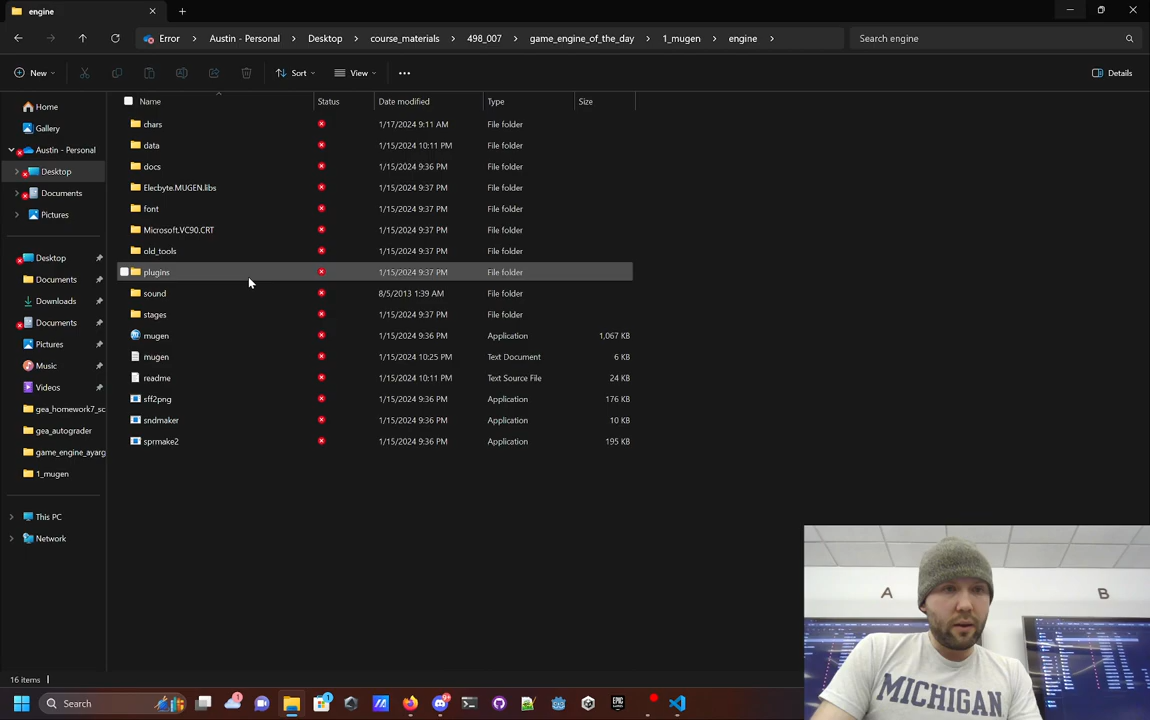 engine
Error > Austin - Personal > Desktop > course_materials > 498_007 > game_engine_of_the_day > 1_mugen > engine >
Search engine
New
Sort
View
Details
Home
Gallery
Austin - Personal
Desktop
Documents
Pictures
Desktop
Documents
Downloads
Documents
Pictures
Music
Videos
gea_homework7_sc
gea_autograder
game_engine_ayarg
1_mugen
This PC
Network
Name Status Date modified Type Size
chars 1/17/2024 9:11 AM File folder
data 1/15/2024 10:11 PM File folder
docs 1/15/2024 9:36 PM File folder
Elecbyte.MUGEN.libs 1/15/2024 9:37 PM File folder
font 1/15/2024 9:37 PM File folder
Microsoft.VC90.CRT 1/15/2024 9:37 PM File folder
old_tools 1/15/2024 9:37 PM File folder
plugins 1/15/2024 9:37 PM File folder
sound 8/5/2013 1:39 AM File folder
stages 1/15/2024 9:37 PM File folder
mugen 1/15/2024 9:36 PM Application 1,067 KB
mugen 1/15/2024 10:25 PM Text Document 6 KB
readme 1/15/2024 10:11 PM Text Source File 24 KB
sff2png 1/15/2024 9:36 PM Application 176 KB
sndmaker 1/15/2024 9:36 PM Application 10 KB
sprmake2 1/15/2024 9:36 PM Application 195 KB
A B
MICHIGAN
16 items
Search
EPIC